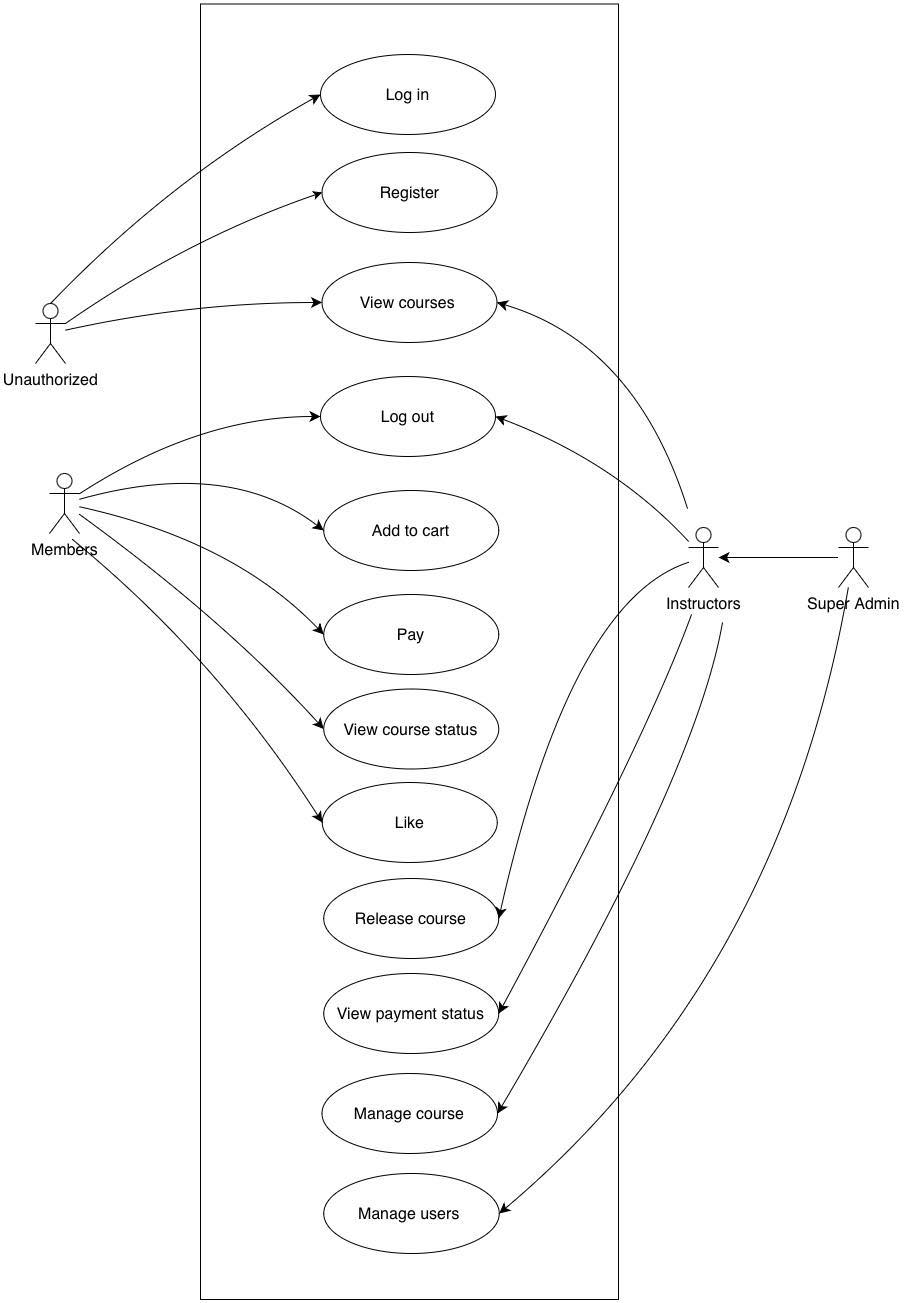 Log in
Register
View courses
Unauthorized
Log out
Add to cart
Members
Instructors
Super Admin
Pay
View course status
Like
Release course
View payment status
Manage course
Manage users